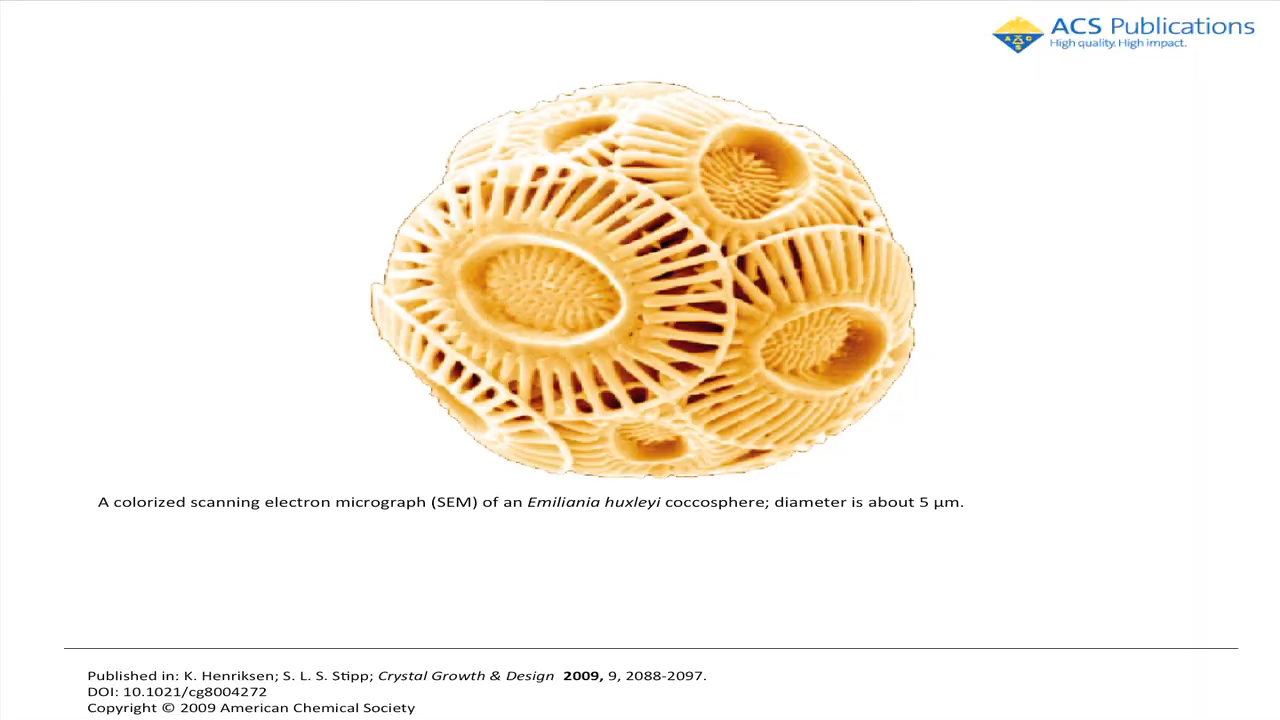 ACS Publications
High quality. High impact.
A C S
A colorized scanning electron micrograph (SEM) of an Emiliania huxleyi coccosphere; diameter is about 5 µm.
Published in: K. Henriksen; S. L. S. Stipp; Crystal Growth & Design 2009, 9, 2088-2097.
DOI: 10.1021/cg8004272
Copyright © 2009 American Chemical Society